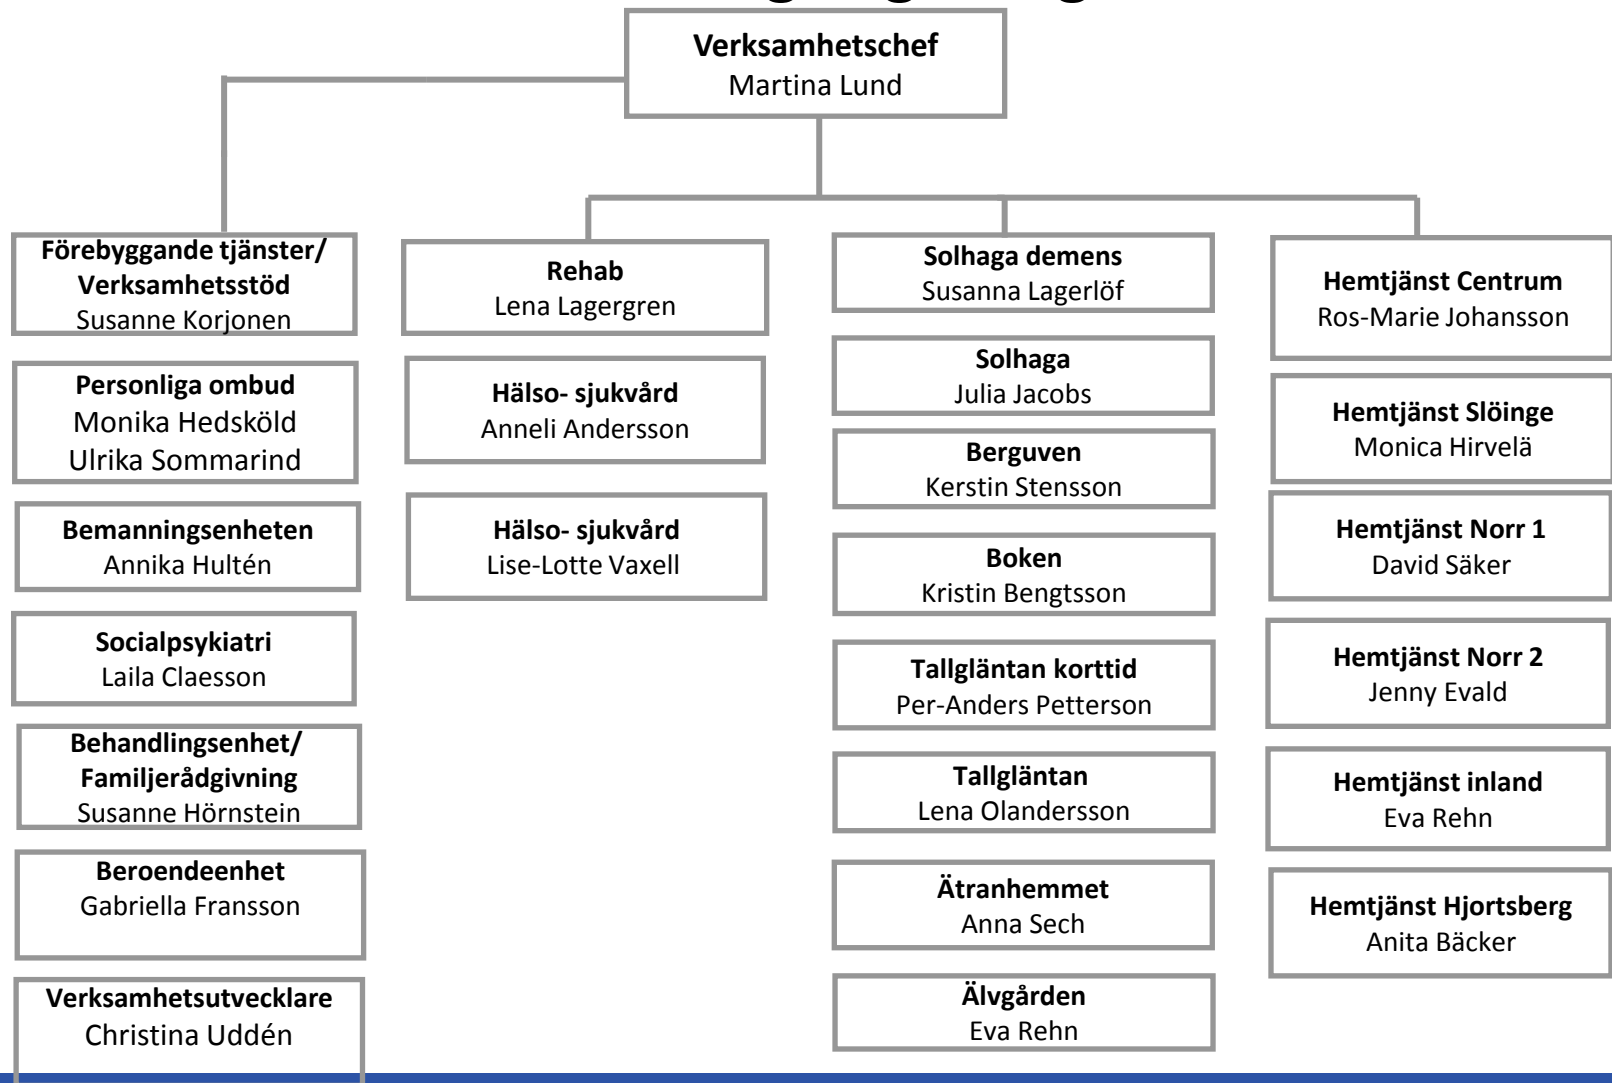 Verksamhetschef
Martina Lund
Förebyggande tjänster/
Verksamhetsstöd
Susanne Korjonen
Personliga ombud
Monika Hedsköld
Ulrika Sommarind
Bemanningsenheten
Annika Hultén
Socialpsykiatri
Laila Claesson
Behandlingsenhet/
Familjerådgivning
Susanne Hörnstein
Beroendeenhet
Gabriella Fransson
Verksamhetsutvecklare
Christina Uddén
Rehab
Lena Lagergren
Hälso- sjukvård
Anneli Andersson
Hälso- sjukvård
Lise-Lotte Vaxell
Solhaga demens
Susanna Lagerlöf
Solhaga
Julia Jacobs
Berguven
Kerstin Stensson
Boken
Kristin Bengtsson
Tallgläntan korttid
Per-Anders Petterson
Tallgläntan
Lena Olandersson
Ätranhemmet
Anna Sech
Älvgården
Eva Rehn
Hemtjänst Centrum
Ros-Marie Johansson
Hemtjänst Slöinge
Monica Hirvelä
Hemtjänst Norr 1
David Säker
Hemtjänst Norr 2
Jenny Evald
Hemtjänst inland
Eva Rehn
Hemtjänst Hjortsberg
Anita Bäcker